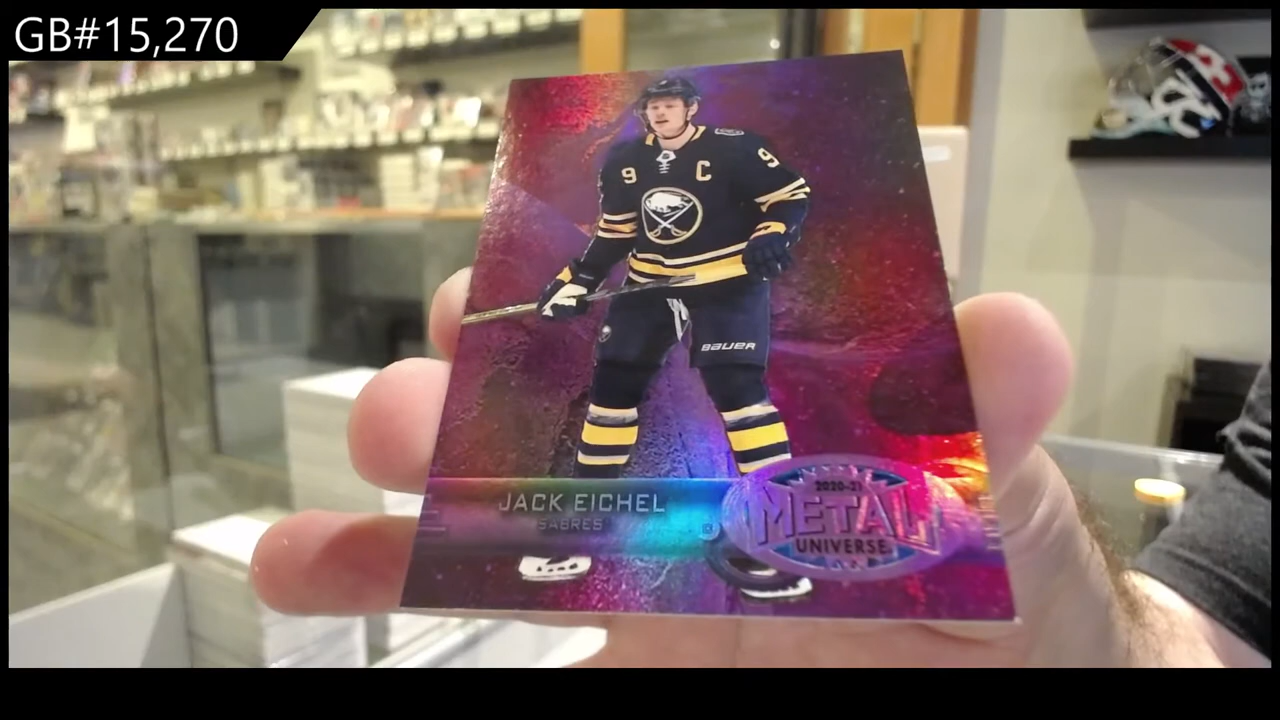 GB#15,270
9 C 9
BAUER
JACK EICHEL
SABRES
2020-21
METAL
UNIVERSE